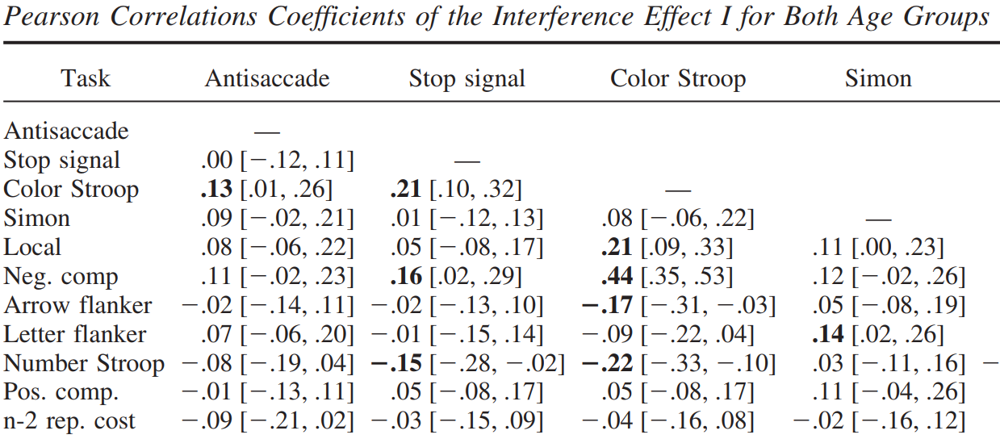 Pearson Correlations Coefficients of the Interference Effect I for Both Age Groups
Task Antisaccade Stop signal Color Stroop Simon
Antisaccade —
Stop signal .00 [−.12, .11] —
Color Stroop .13 [.01, .26] .21 [.10, .32] —
Simon .09 [−.02, .21] .01 [−.12, .13] .08 [−.06, .22] —
Local .08 [−.06, .22] .05 [−.08, .17] .21 [.09, .33] .11 [.00, .23]
Neg. comp .11 [−.02, .23] .16 [.02, .29] .44 [.35, .53] .12 [−.02, .26]
Arrow flanker −.02 [−.14, .11] −.02 [−.13, .10] −.17 [−.31, −.03] .05 [−.08, .19]
Letter flanker .07 [−.06, .20] −.01 [−.15, .14] −.09 [−.22, .04] .14 [.02, .26]
Number Stroop −.08 [−.19, .04] −.15 [−.28, −.02] −.22 [−.33, −.10] .03 [−.11, .16] −
Pos. comp. −.01 [−.13, .11] .05 [−.08, .17] .05 [−.08, .17] .11 [−.04, .26]
n-2 rep. cost −.09 [−.21, .02] −.03 [−.15, .09] −.04 [−.16, .08] −.02 [−.16, .12]